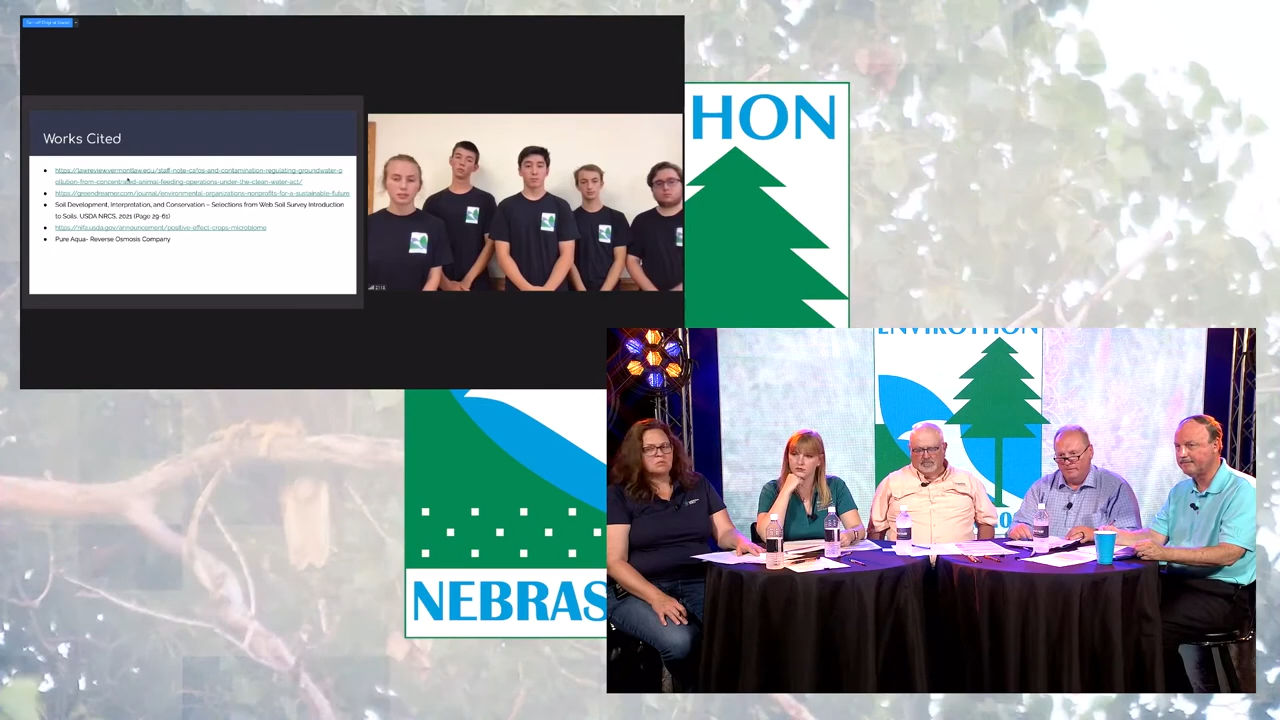 Works Cited
https://lawreview.vermontlaw.edu/staff-note-cafos-and-contamination-regulating-groundwater-p
ollution-from-concentrated-animal-feeding-operations-under-the-clean-water-act/
https://greendreamer.com/journal/environmental-organizations-nonprofits-for-a-sustainable-future
Soil Development, Interpretation, and Conservation – Selections from Web Soil Survey Introduction
to Soils. USDA NRCS, 2021 (Page 29-61)
https://nifa.usda.gov/announcement/positive-effect-crops-microbiome
Pure Aqua- Reverse Osmosis Company
HON
ENVIROTHON
NEBRAS